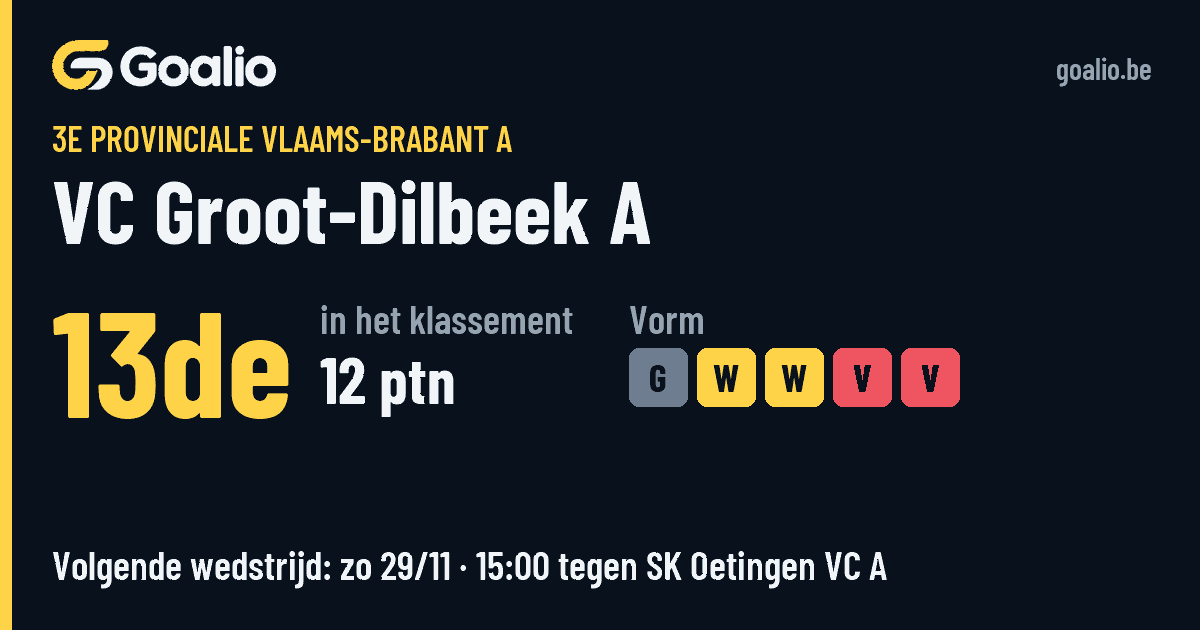 Goalio
goalio.be
3E PROVINCIALE VLAAMS-BRABANT A
VC Groot-Dilbeek A
13de
in het klassement
12 ptn
Vorm
G W W V V
Volgende wedstrijd: zo 29/11 · 15:00 tegen SK Oetingen VC A